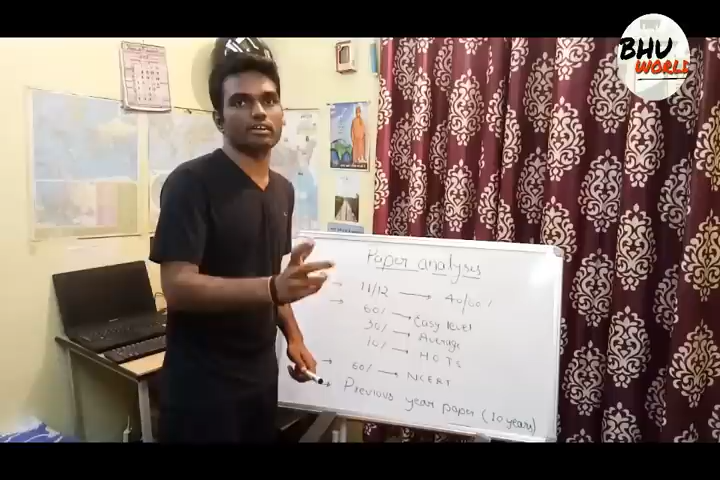 BHU
WORLD
Paper analysis
→ 11/12 → 40/60%
→ 60% → Easy level
30% → Average
10% → HOTS
→ 60% → NCERT
→ Previous year paper (10 years)